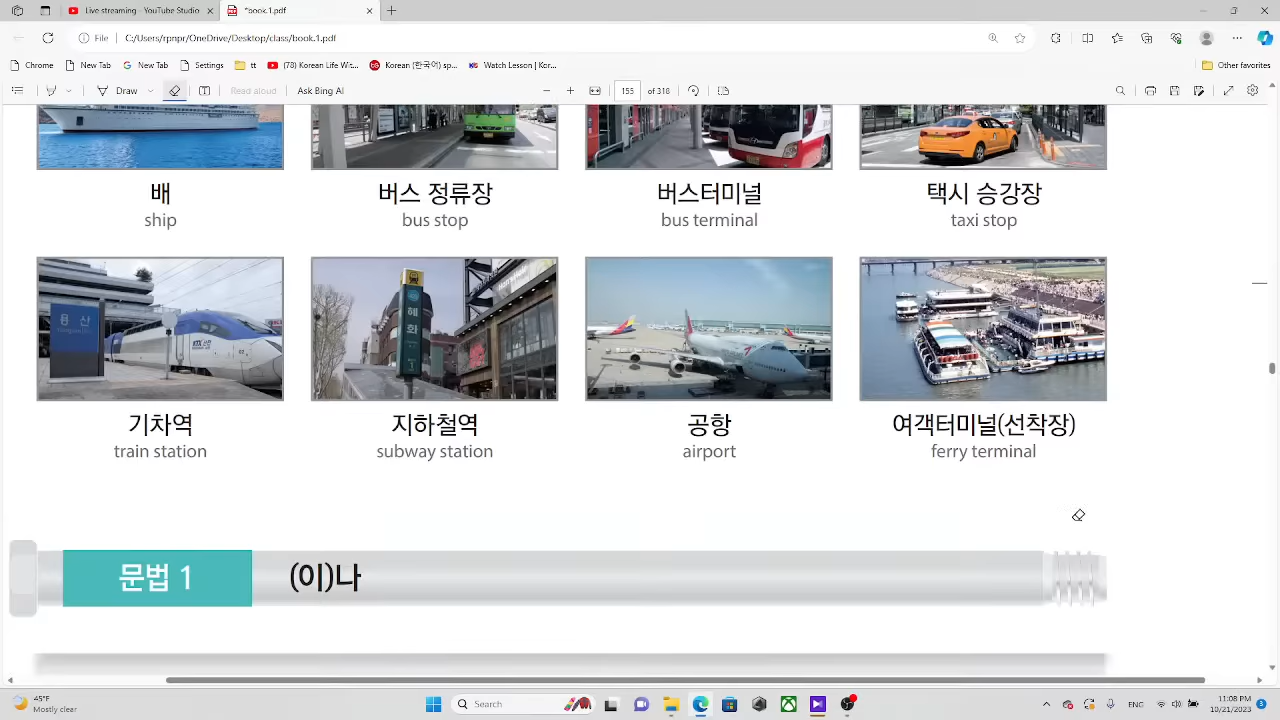 Live streaming - YouTube Studio
*book.1.pdf
File
C:/Users/rpnpr/OneDrive/Desktop/class/book.1.pdf
Chrome
New Tab
New Tab
Settings
tt
(78) Korean Life Wit...
Korean (한국어) sp...
Watch Lesson | Kor...
Other favorites
Draw
Read aloud
Ask Bing AI
155 of 318
배
버스 정류장
버스터미널
택시 승강장
ship
bus stop
bus terminal
taxi stop
용산
혜화
기차역
지하철역
공항
여객터미널(선착장)
train station
subway station
airport
ferry terminal
문법 1
(이)나
45°F
Mostly clear
Search
ENG
11:08 PM
10/21/2023